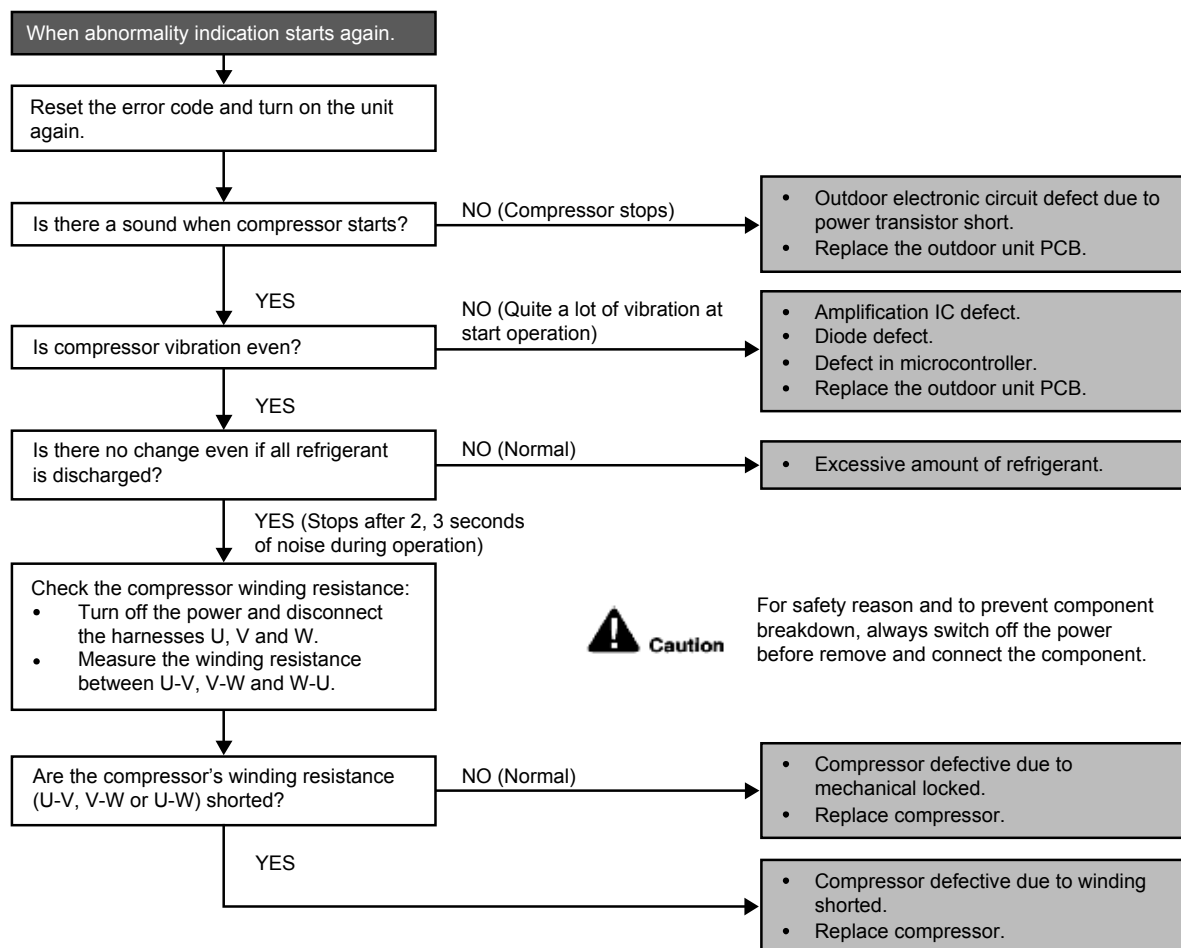 When abnormality indication starts again.
Reset the error code and turn on the unit
again.
Is there a sound when compressor starts?
NO (Compressor stops)
• Outdoor electronic circuit defect due to
power transistor short.
• Replace the outdoor unit PCB.
YES
Is compressor vibration even?
NO (Quite a lot of vibration at
start operation)
• Amplification IC defect.
• Diode defect.
• Defect in microcontroller.
• Replace the outdoor unit PCB.
YES
Is there no change even if all refrigerant
is discharged?
NO (Normal)
• Excessive amount of refrigerant.
YES (Stops after 2, 3 seconds
of noise during operation)
Check the compressor winding resistance:
• Turn off the power and disconnect
the harnesses U, V and W.
• Measure the winding resistance
between U-V, V-W and W-U.
Caution
For safety reason and to prevent component
breakdown, always switch off the power
before remove and connect the component.
Are the compressor's winding resistance
(U-V, V-W or U-W) shorted?
NO (Normal)
• Compressor defective due to
mechanical locked.
• Replace compressor.
YES
• Compressor defective due to winding
shorted.
• Replace compressor.